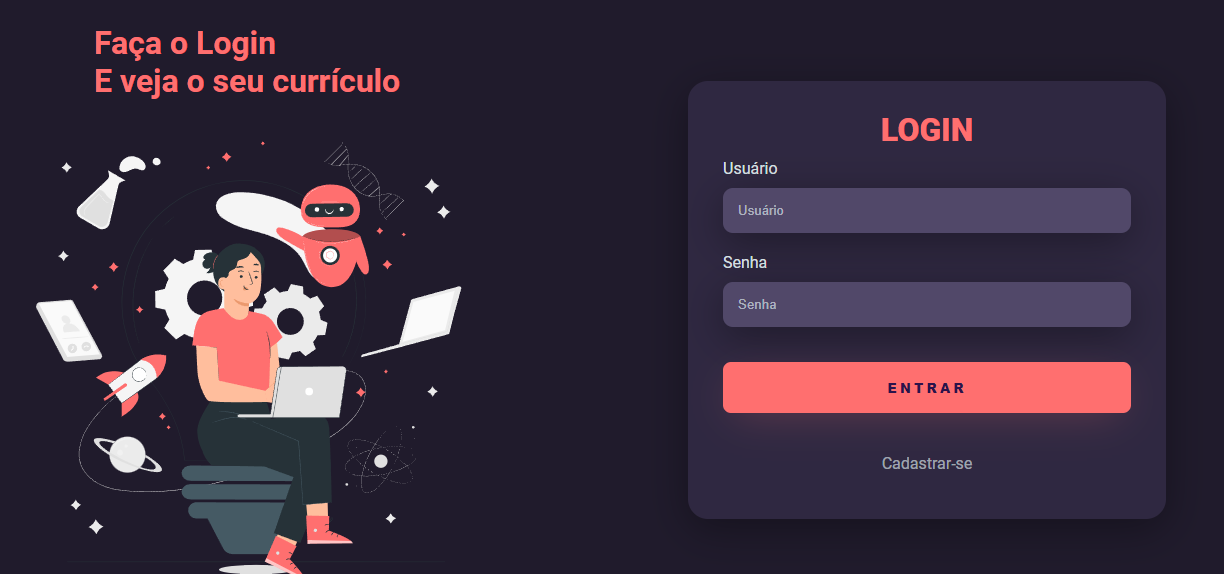 Faça o Login
E veja o seu currículo
LOGIN
Usuário
Usuário
Senha
Senha
ENTRAR
Cadastrar-se